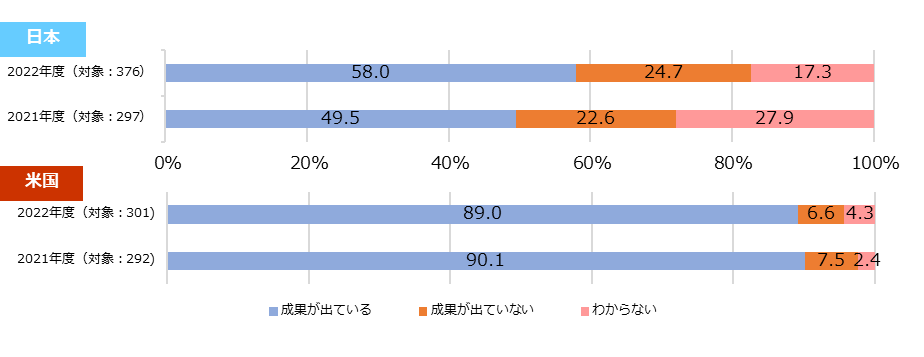 日本
2022年度（対象：376）
58.0 24.7 17.3
2021年度（対象：297）
49.5 22.6 27.9
0% 20% 40% 60% 80% 100%
米国
2022年度（対象：301)
89.0 6.6 4.3
2021年度（対象：292)
90.1 7.5 2.4
成果が出ている 成果が出ていない わからない